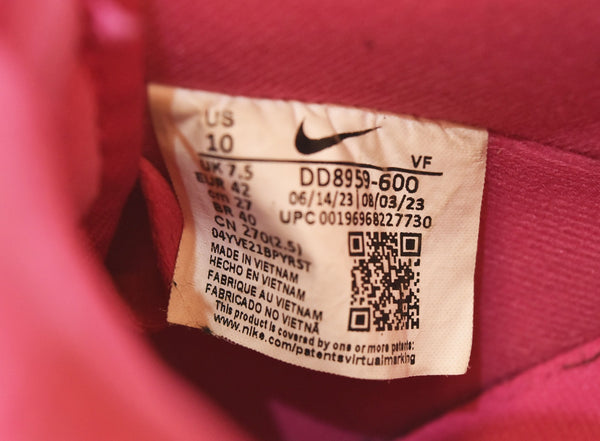 US
10
VF
UK 7.5
EUR 42
cm 27
BR 40
CN 270(2.5)
04YVE21BPYRST
DD8959-600
06/14/23 08/03/23
UPC 00196968227730
MADE IN VIETNAM
HECHO EN VIETNAM
FABRIQUE AU VIETNAM
FABRICADO NO VIETNÃ
This product is covered by one or more patents:
www.nike.com/patentsvirtualmarking